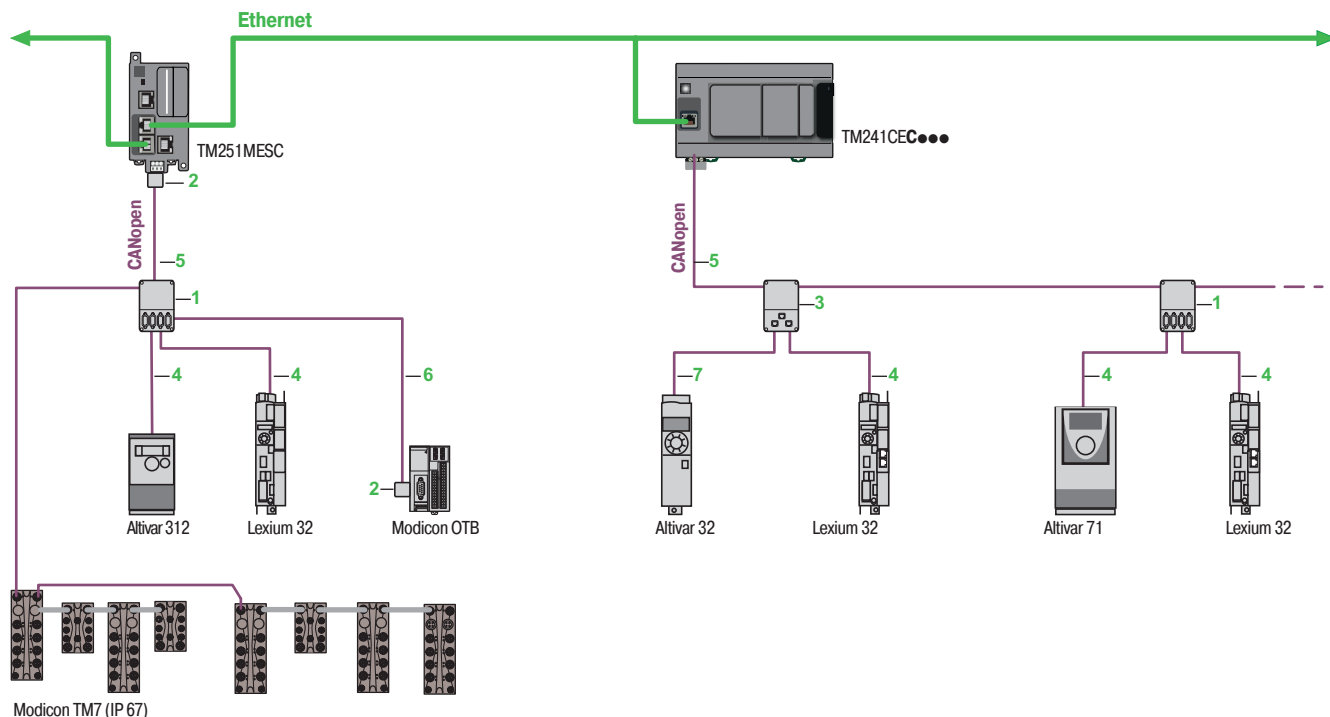 Ethernet
TM251MESC
TM241CEC●●●
2
CANopen
CANopen
5
5
1
3
1
4
4
6
7
4
4
4
2
Altivar 312
Lexium 32
Modicon OTB
Altivar 32
Lexium 32
Altivar 71
Lexium 32
Modicon TM7 (IP 67)